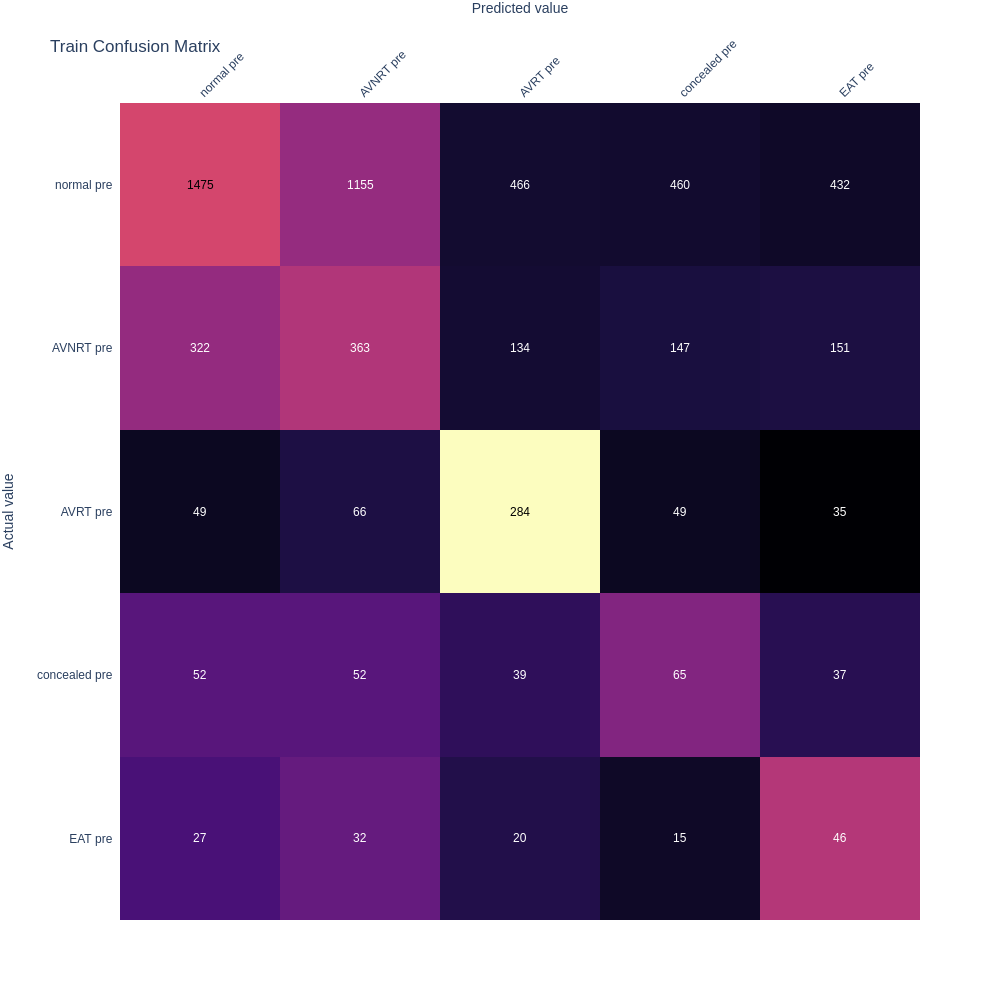 Predicted value
Train Confusion Matrix
normal pre
AVNRT pre
AVRT pre
concealed pre
EAT pre
normal pre 1475 1155 466 460 432
AVNRT pre 322 363 134 147 151
AVRT pre 49 66 284 49 35
concealed pre 52 52 39 65 37
EAT pre 27 32 20 15 46
Actual value